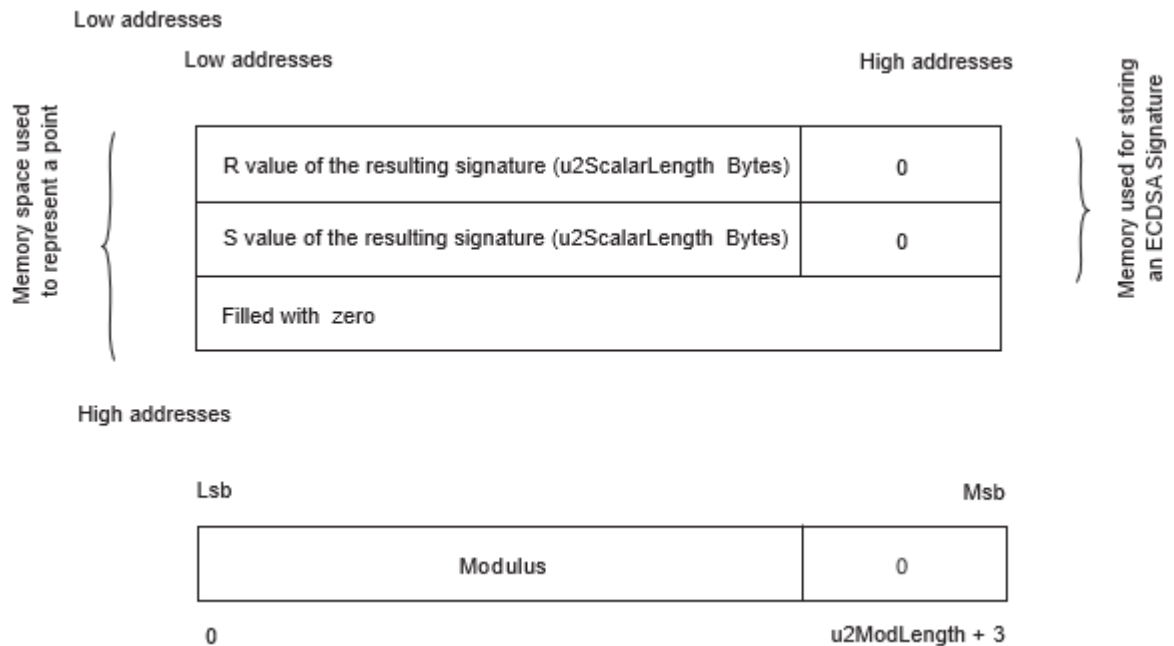 Low addresses
Low addresses
High addresses
Memory space used
to represent a point
R value of the resulting signature (u2ScalarLength Bytes)
0
S value of the resulting signature (u2ScalarLength Bytes)
0
Filled with zero
Memory used for storing
an ECDSA Signature
High addresses
Lsb
Msb
Modulus
0
0
u2ModLength + 3